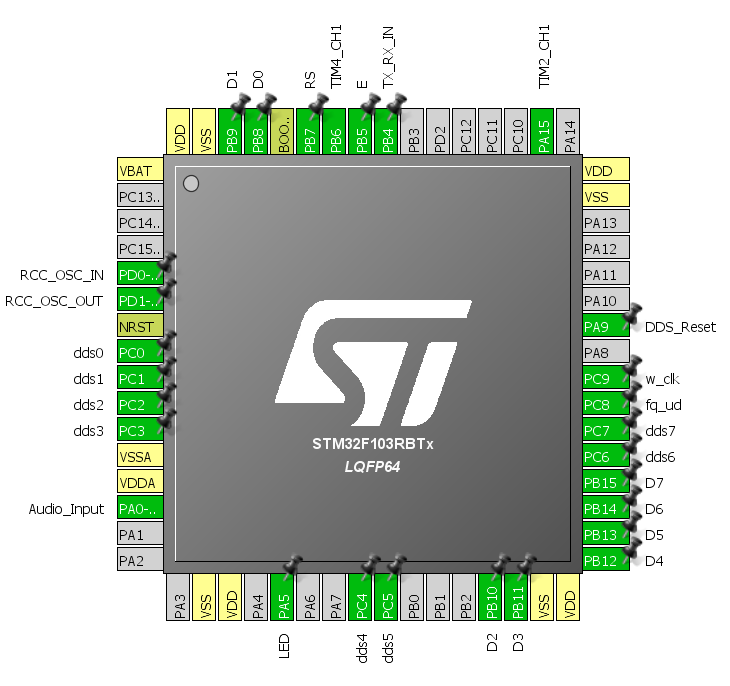 D1
D0
RS
TIM4_CH1
E
TX_RX_IN
TIM2_CH1
VDD
VSS
PB9
PB8
BOO..
PB7
PB6
PB5
PB4
PB3
PD2
PC12
PC11
PC10
PA15
PA14
VBAT
PC13..
PC14..
PC15..
RCC_OSC_IN PD0-..
RCC_OSC_OUT PD1-..
NRST
dds0 PC0
dds1 PC1
dds2 PC2
dds3 PC3
VSSA
VDDA
Audio_Input PA0-..
PA1
PA2
VDD
VSS
PA13
PA12
PA11
PA10
PA9 DDS_Reset
PA8
PC9 w_clk
PC8 fq_ud
PC7 dds7
PC6 dds6
PB15 D7
PB14 D6
PB13 D5
PB12 D4
ST
STM32F103RBTx
LQFP64
PA3
VSS
VDD
PA4
PA5
PA6
PA7
PC4
PC5
PB0
PB1
PB2
PB10
PB11
VSS
VDD
LED
dds4
dds5
D2
D3